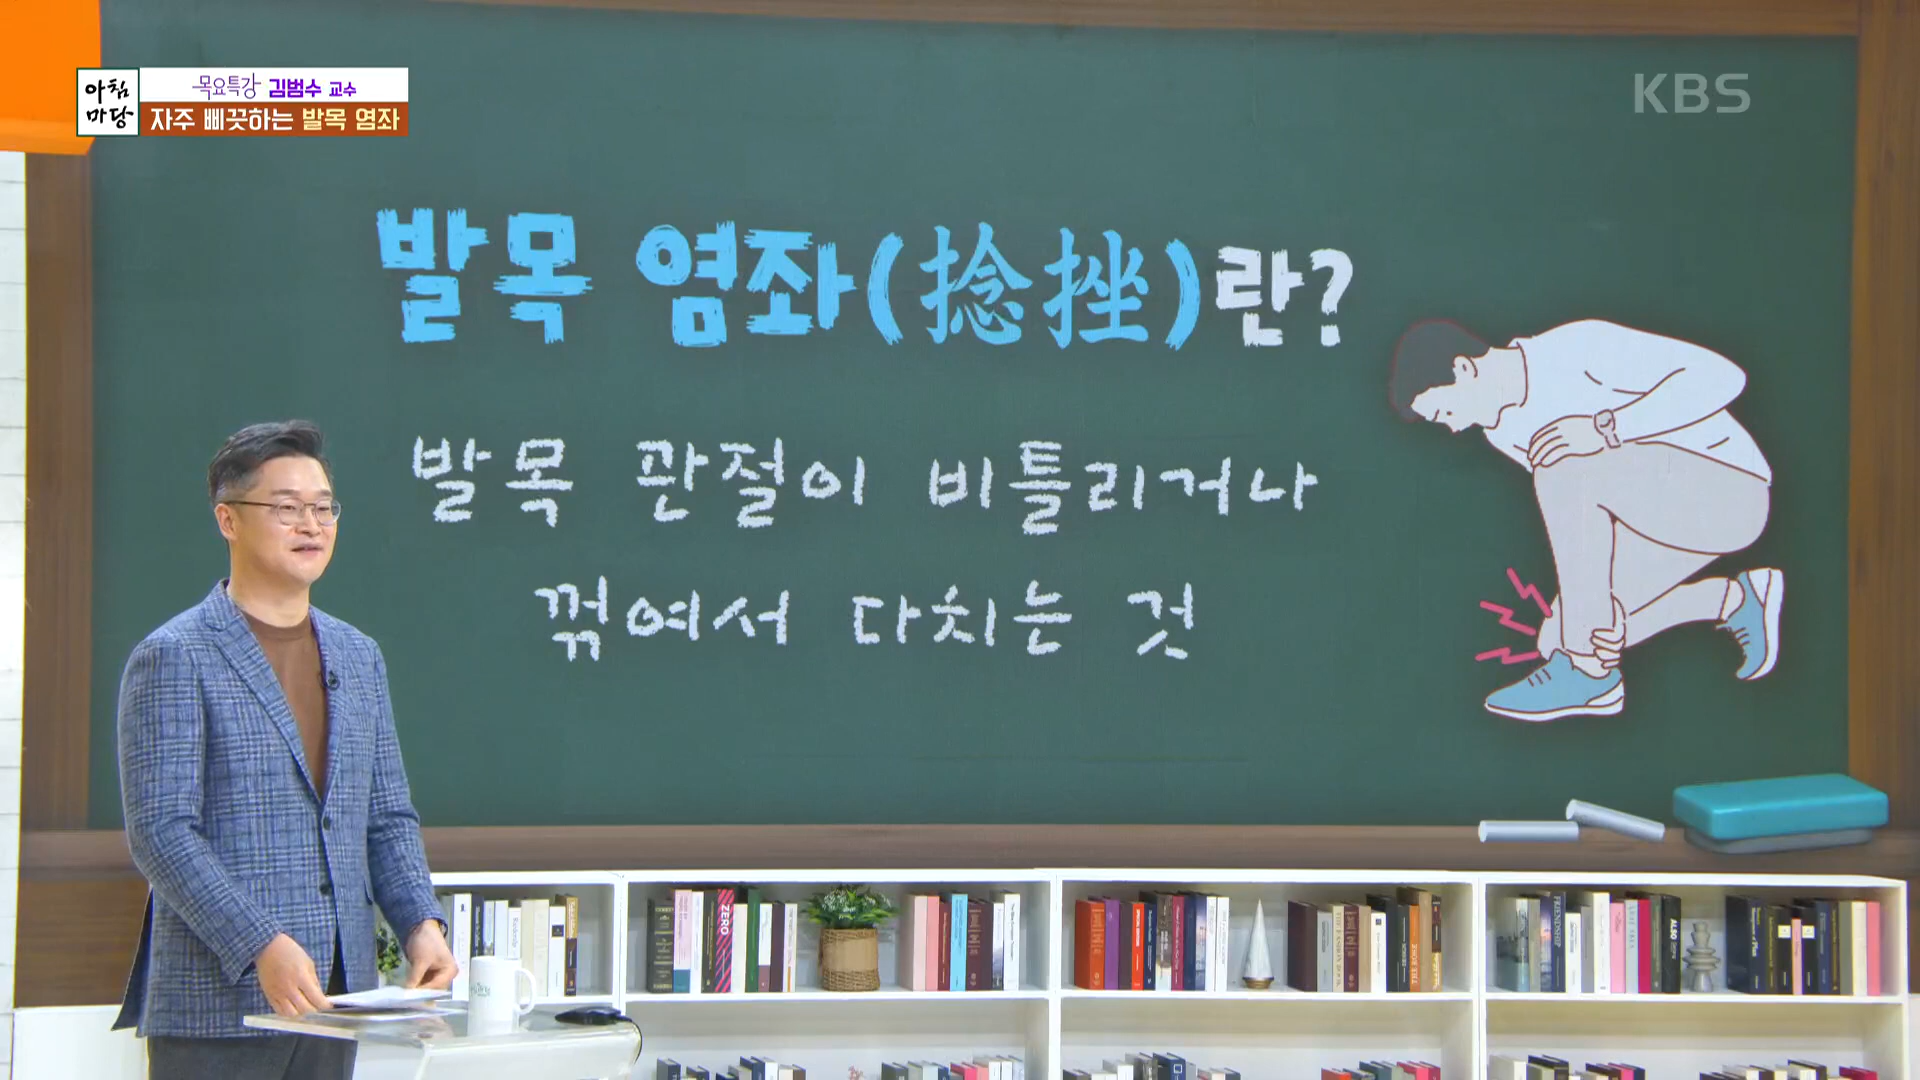 아침
마당
목요특강 김범수 교수
자주 삐끗하는 발목 염좌
KBS
발목 염좌(捻挫)란?
발목 관절이 비틀리거나
꺾여서 다치는 것
ZERO
FRIENDSHIP
ALSO